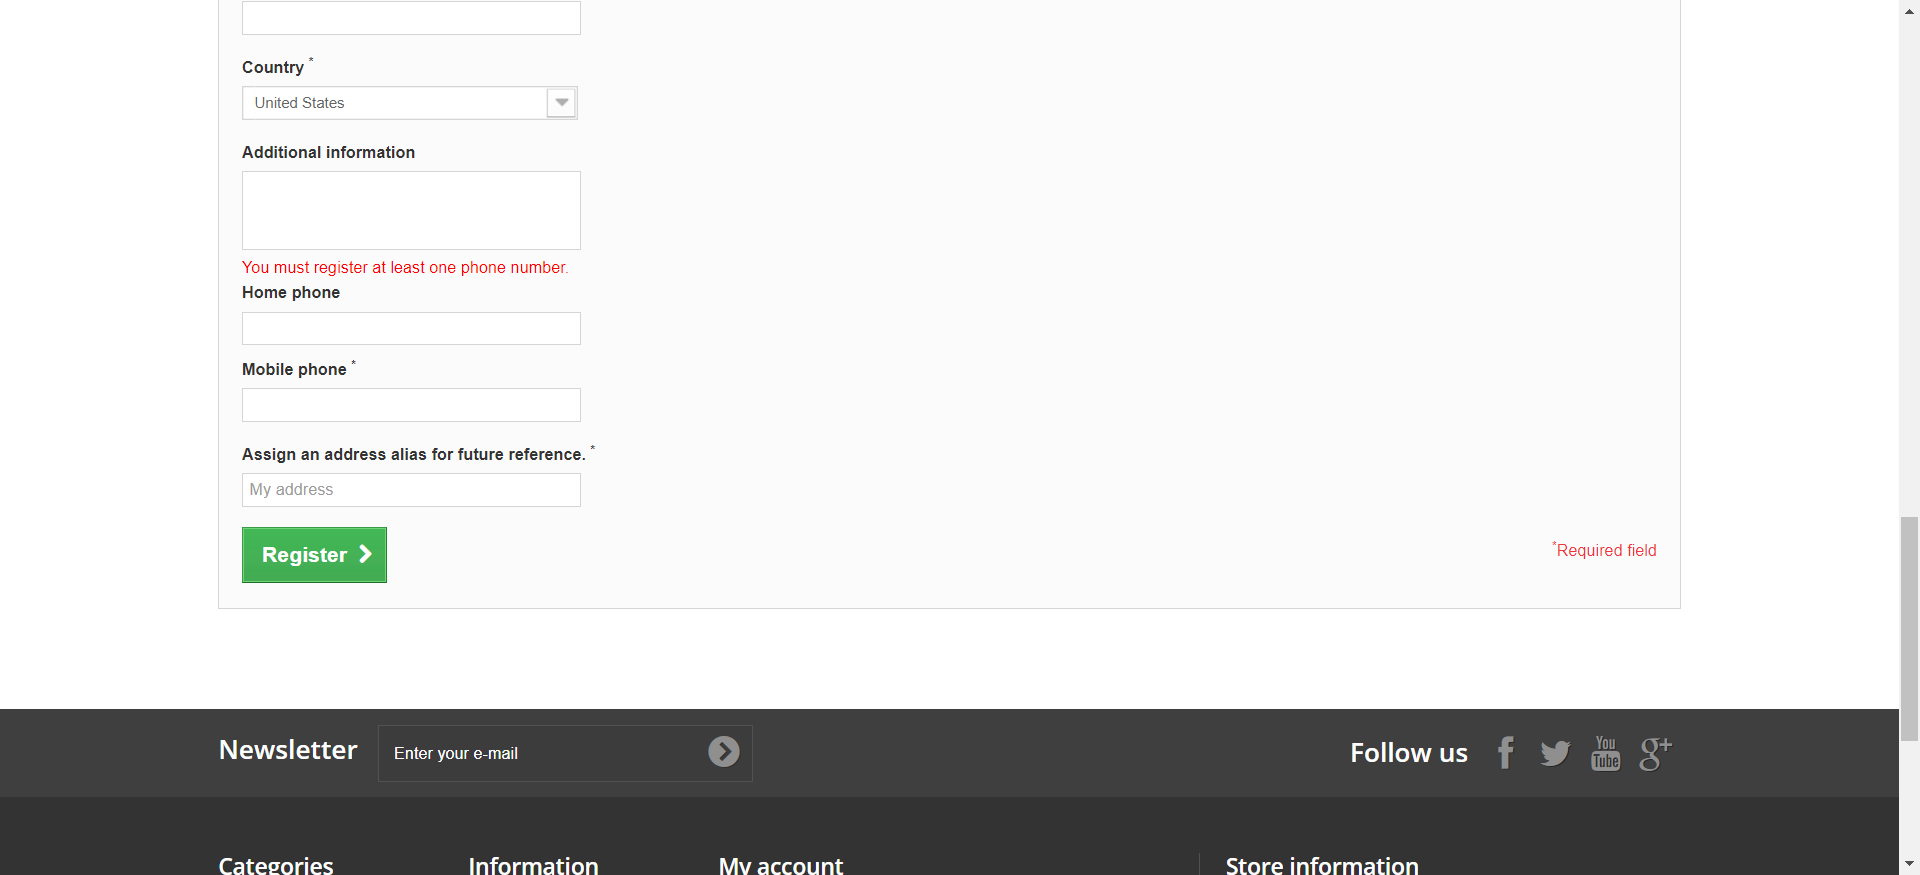 Country *
United States
Additional information
You must register at least one phone number.
Home phone
Mobile phone *
Assign an address alias for future reference. *
My address
Register
*Required field
Newsletter
Enter your e-mail
Follow us
You
Tube
g+
Categories
Information
My account
Store information